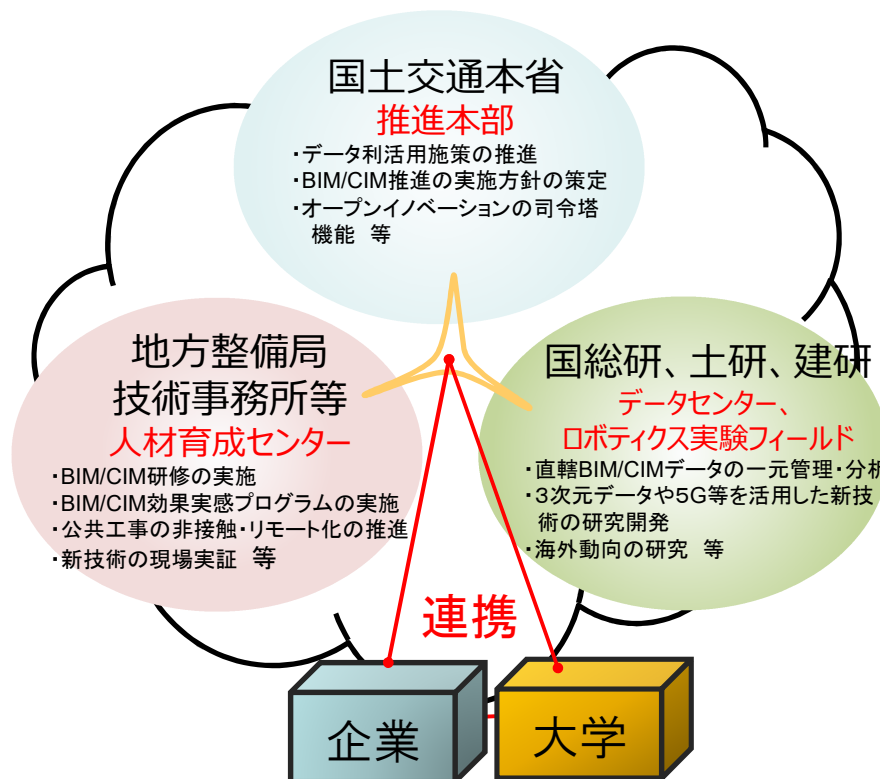 国土交通本省
推進本部
・データ利活用施策の推進
・BIM/CIM推進の実施方針の策定
・オープンイノベーションの司令塔
機能 等
地方整備局
技術事務所等
人材育成センター
・BIM/CIM研修の実施
・BIM/CIM効果実感プログラムの実施
・公共工事の非接触・リモート化の推進
・新技術の現場実証 等
国総研、土研、建研
データセンター、
ロボティクス実験フィールド
・直轄BIM/CIMデータの一元管理・分析
・３次元データや５G等を活用した新技
術の研究開発
・海外動向の研究 等
連携
企業
大学